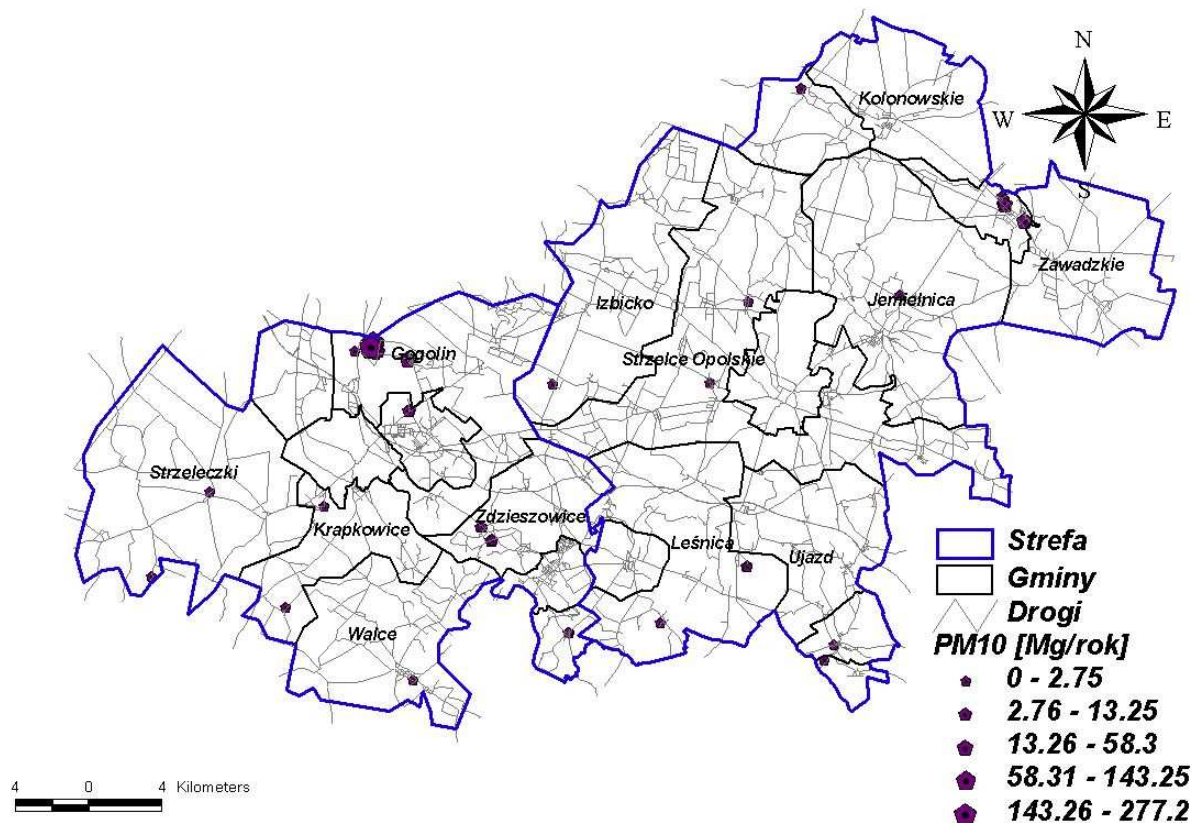 N
Kolonowskie
W
E
S
Zawadzkie
Izbicko
Jemielnica
Gogolin
Strzelce Opolskie
Strzeleczki
Krapkowice
Zdzieszowice
Leśnica
Ujazd
Walce
Strefa
Gminy
Drogi
PM10 [Mg/rok]
0 - 2.75
2.76 - 13.25
13.26 - 58.3
58.31 - 143.25
143.26 - 277.2
4 0 4 Kilometers